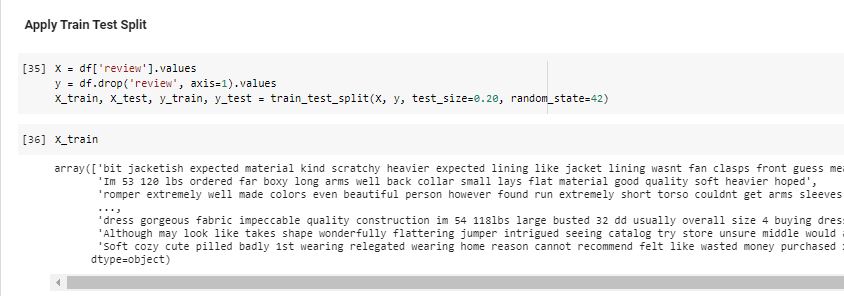 Apply Train Test Split
[35] X = df['review'].values
y = df.drop('review', axis=1).values
X_train, X_test, y_train, y_test = train_test_split(X, y, test_size=0.20, random_state=42)
[36] X_train
array(['bit jacketish expected material kind scratchy heavier expected lining like jacket lining wasnt fan clasps front guess
'Im 53 120 lbs ordered far boxy long arms well back collar small lays flat material good quality soft heavier hoped',
'romper extremely well made colors even beautiful person however found run extremely short torso couldnt get arms sleeves
...,
'dress gorgeous fabric impeccable quality construction im 54 118lbs large busted 32 dd usually overall size 4 buying
'Although may look like takes shape wonderfully flattering jumper intrigued seeing catalog try store unsure middle would
'Soft cozy cute pilled badly 1st wearing relegated wearing home reason cannot recommend felt like wasted money purchased
dtype=object)